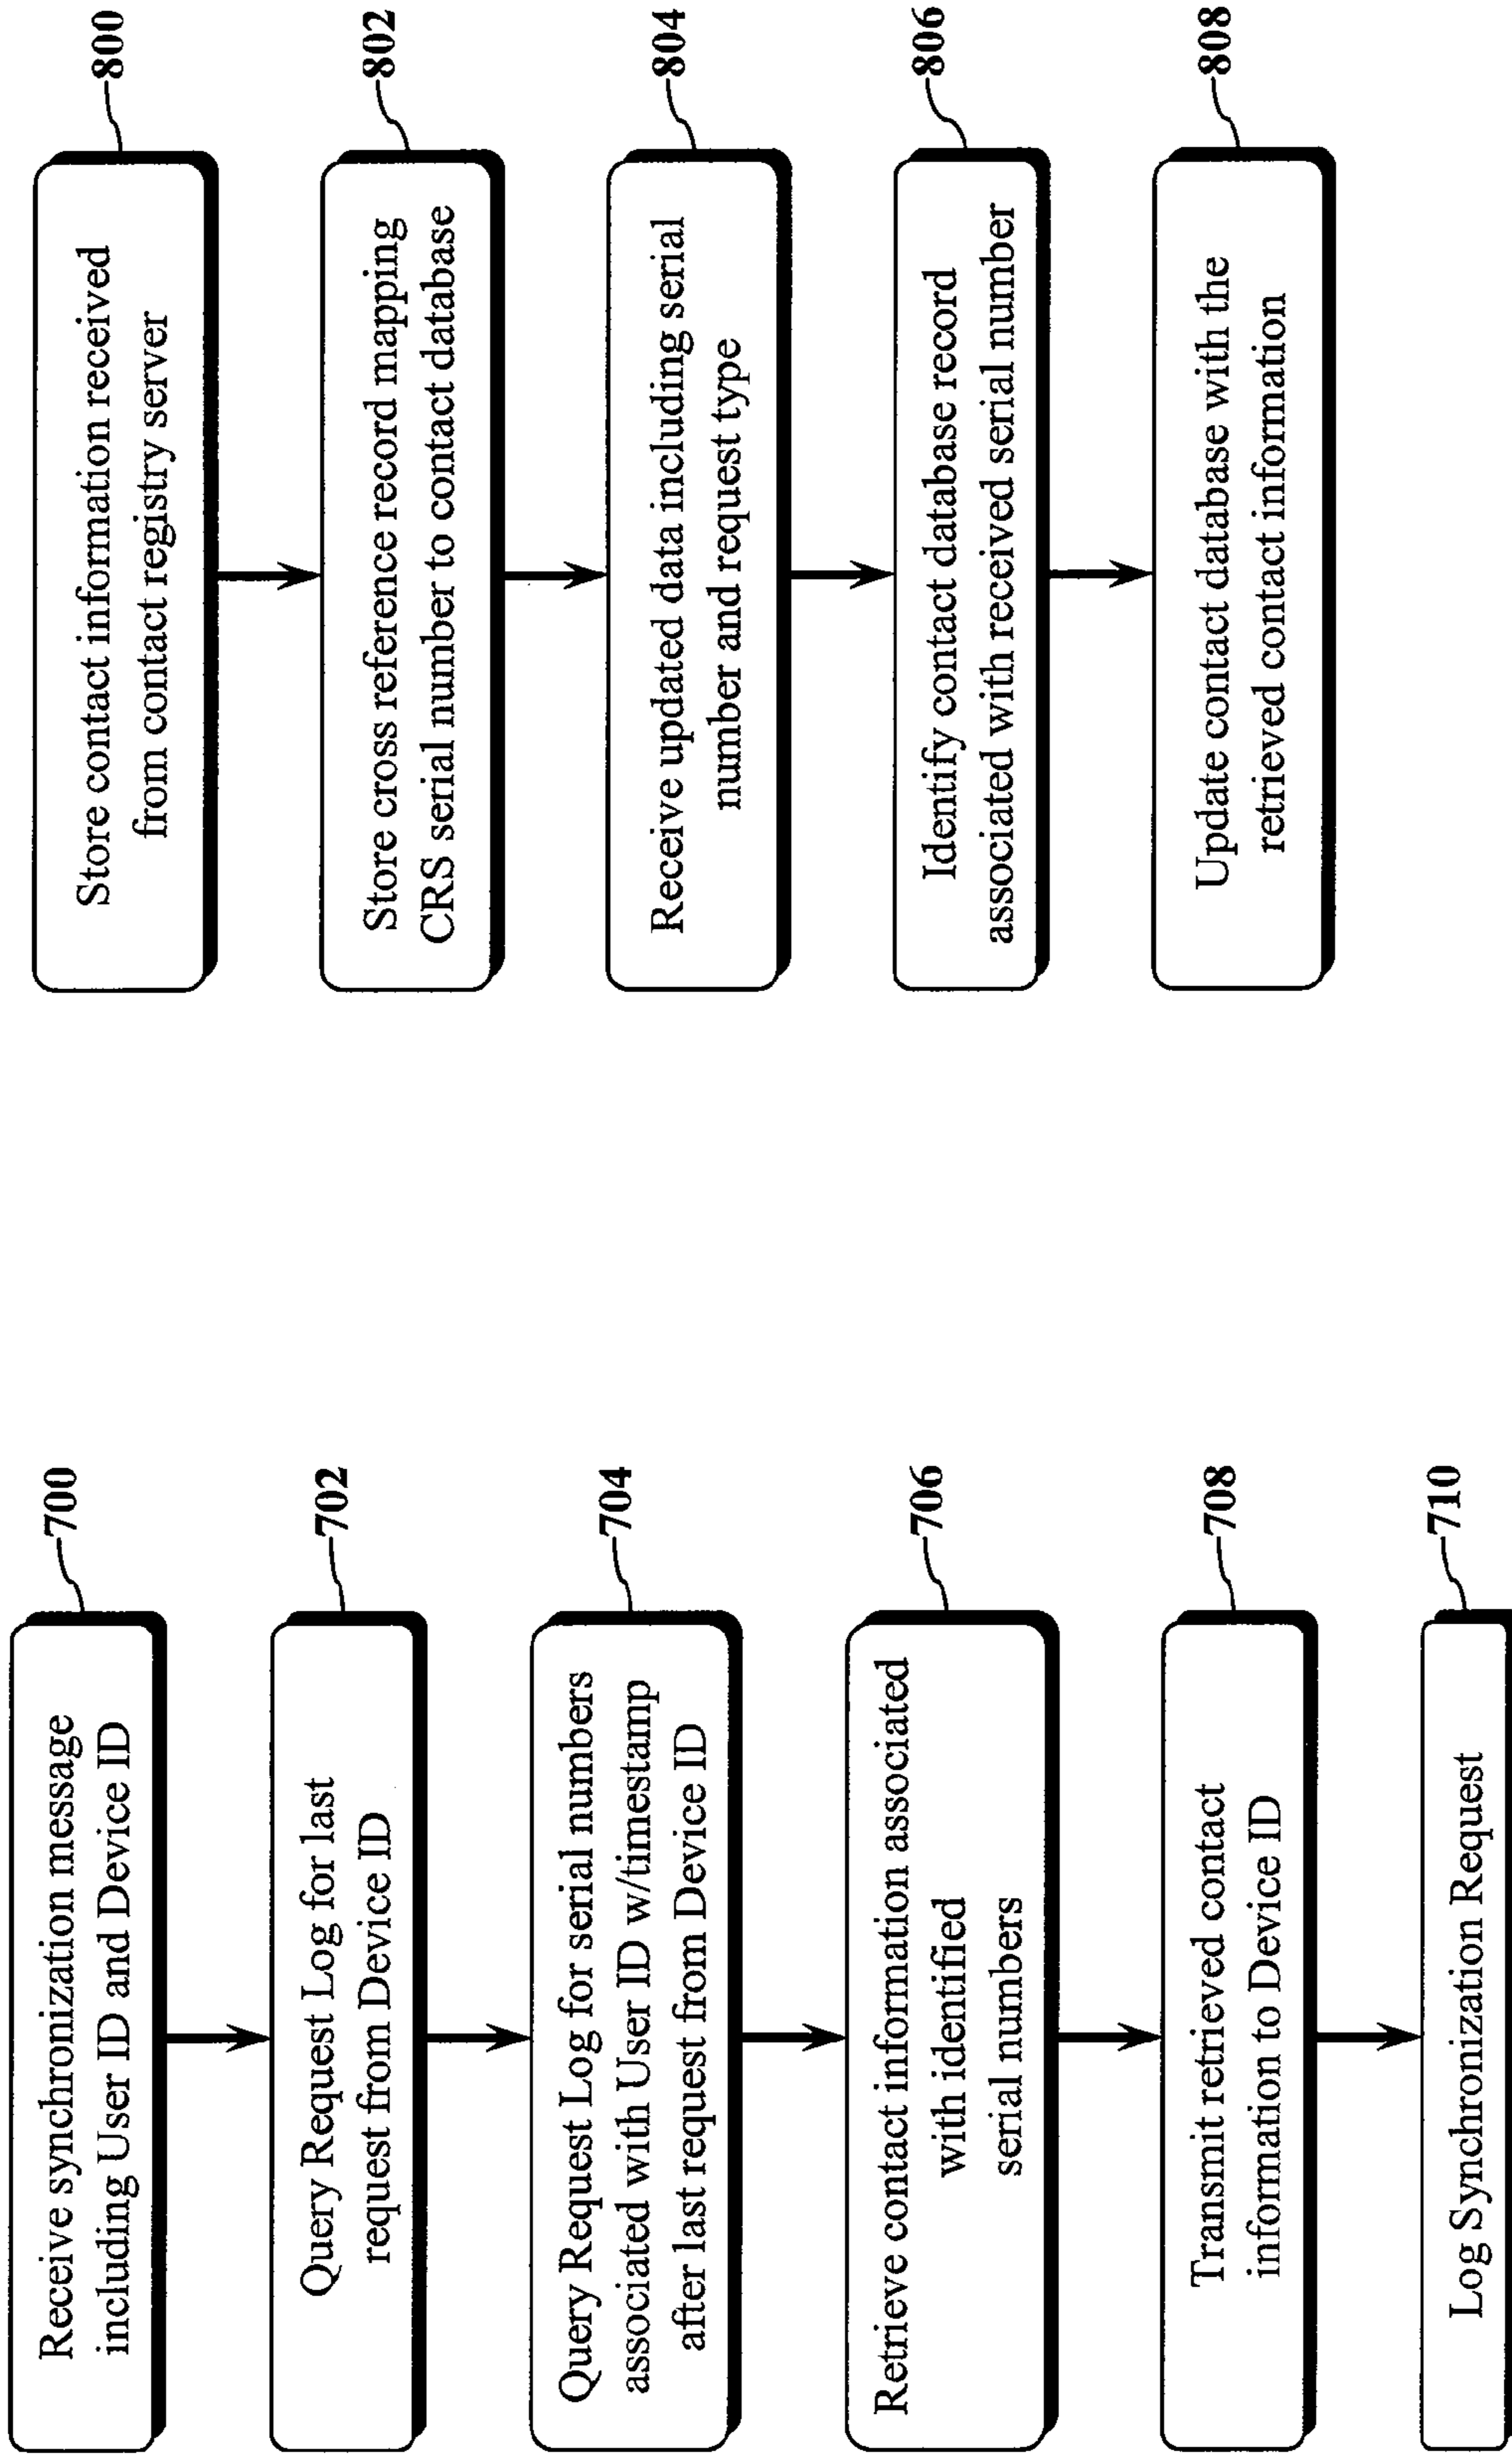 700
Receive synchronization message
including User ID and Device ID
702
Query Request Log for last
request from Device ID
704
Query Request Log for serial numbers
associated with User ID w/timestamp
after last request from Device ID
706
Retrieve contact information associated
with identified
serial numbers
708
Transmit retrieved contact
information to Device ID
710
Log Synchronization Request
800
Store contact information received
from contact registry server
802
Store cross reference record mapping
CRS serial number to contact database
804
Receive updated data including serial
number and request type
806
Identify contact database record
associated with received serial number
808
Update contact database with the
retrieved contact information